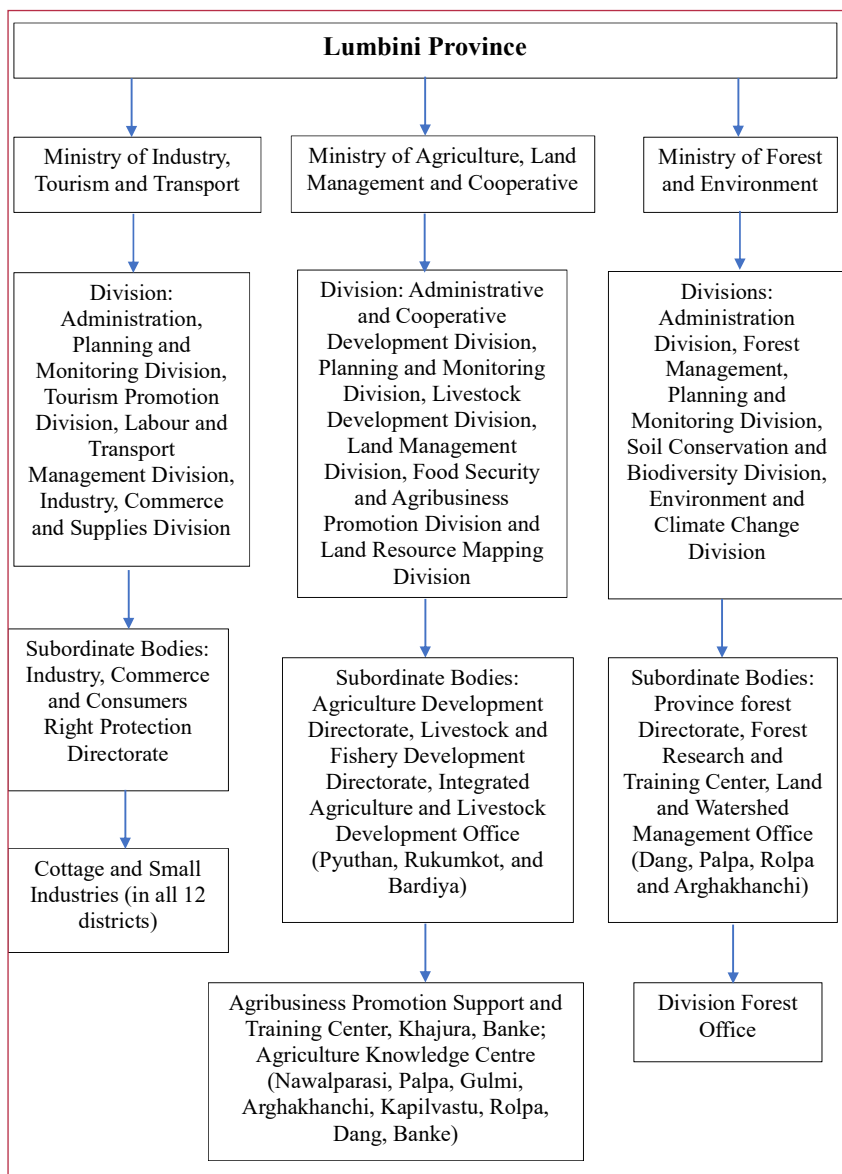 Lumbini Province
Ministry of Industry,
Tourism and Transport
Ministry of Agriculture, Land
Management and Cooperative
Ministry of Forest
and Environment
Division:
Administration,
Planning and
Monitoring Division,
Tourism Promotion
Division, Labour and
Transport
Management Division,
Industry, Commerce
and Supplies Division
Division: Administrative
and Cooperative
Development Division,
Planning and Monitoring
Division, Livestock
Development Division,
Land Management
Division, Food Security
and Agribusiness
Promotion Division and
Land Resource Mapping
Division
Divisions:
Administration
Division, Forest
Management,
Planning and
Monitoring Division,
Soil Conservation and
Biodiversity Division,
Environment and
Climate Change
Division
Subordinate Bodies:
Industry, Commerce
and Consumers
Right Protection
Directorate
Subordinate Bodies:
Agriculture Development
Directorate, Livestock and
Fishery Development
Directorate, Integrated
Agriculture and Livestock
Development Office
(Pyuthan, Rukumkot, and
Bardiya)
Subordinate Bodies:
Province forest
Directorate, Forest
Research and
Training Center, Land
and Watershed
Management Office
(Dang, Palpa, Rolpa
and Arghakhanchi)
Cottage and Small
Industries (in all 12
districts)
Agribusiness Promotion Support and
Training Center, Khajura, Banke;
Agriculture Knowledge Centre
(Nawalparasi, Palpa, Gulmi,
Arghakhanchi, Kapilvastu, Rolpa,
Dang, Banke)
Division Forest
Office